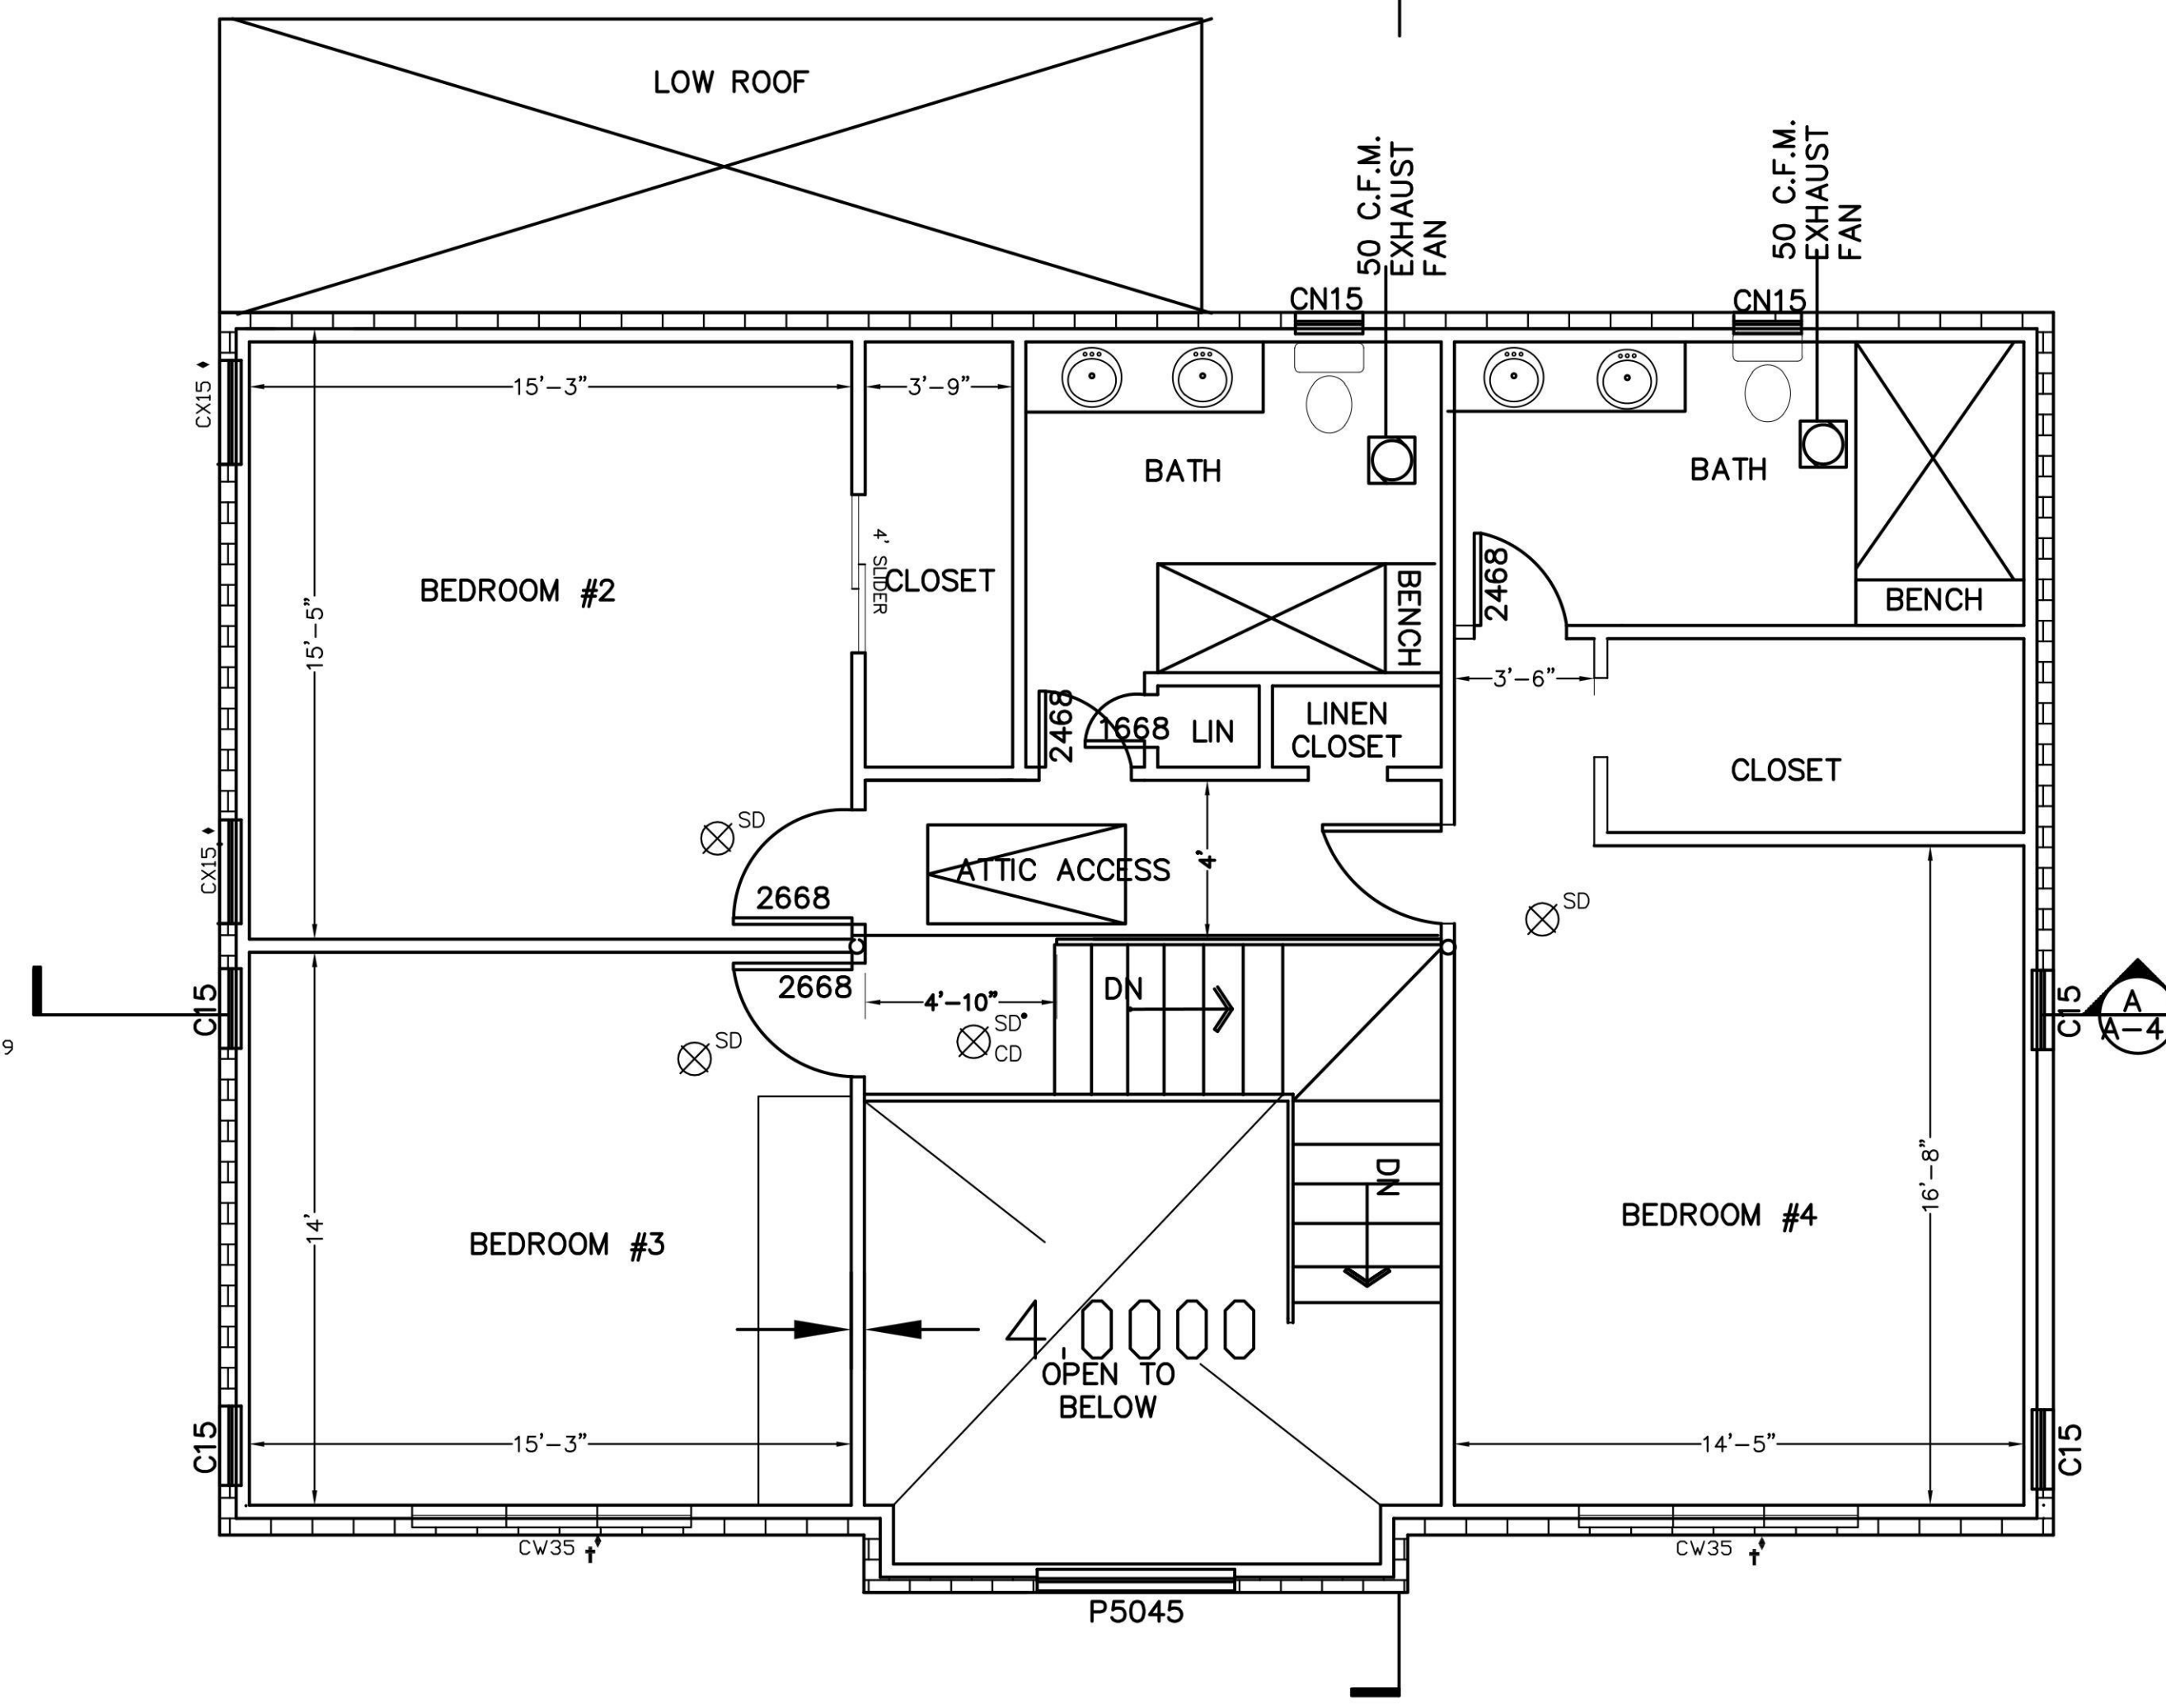 LOW ROOF
50 C.F.M.
EXHAUST
FAN
50 C.F.M.
EXHAUST
FAN
CN15
CN15
CX15
15'-3"
3'-9"
BATH
BATH
4' SLIDER
CLOSET
BEDROOM #2
15'-5"
BENCH
2468
BENCH
3'-6"
2468
1668
LIN
LINEN
CLOSET
CLOSET
SD
CX15
ATTIC ACCESS
4'
2668
SD
2668
DN
4'-10"
C15
C15
A
A-4
SD
SD
CD
9
DN
16'-8"
BEDROOM #4
14'
BEDROOM #3
4'0000
OPEN TO
BELOW
C15
15'-3"
14'-5"
C15
CW35 †
CW35 †
P5045